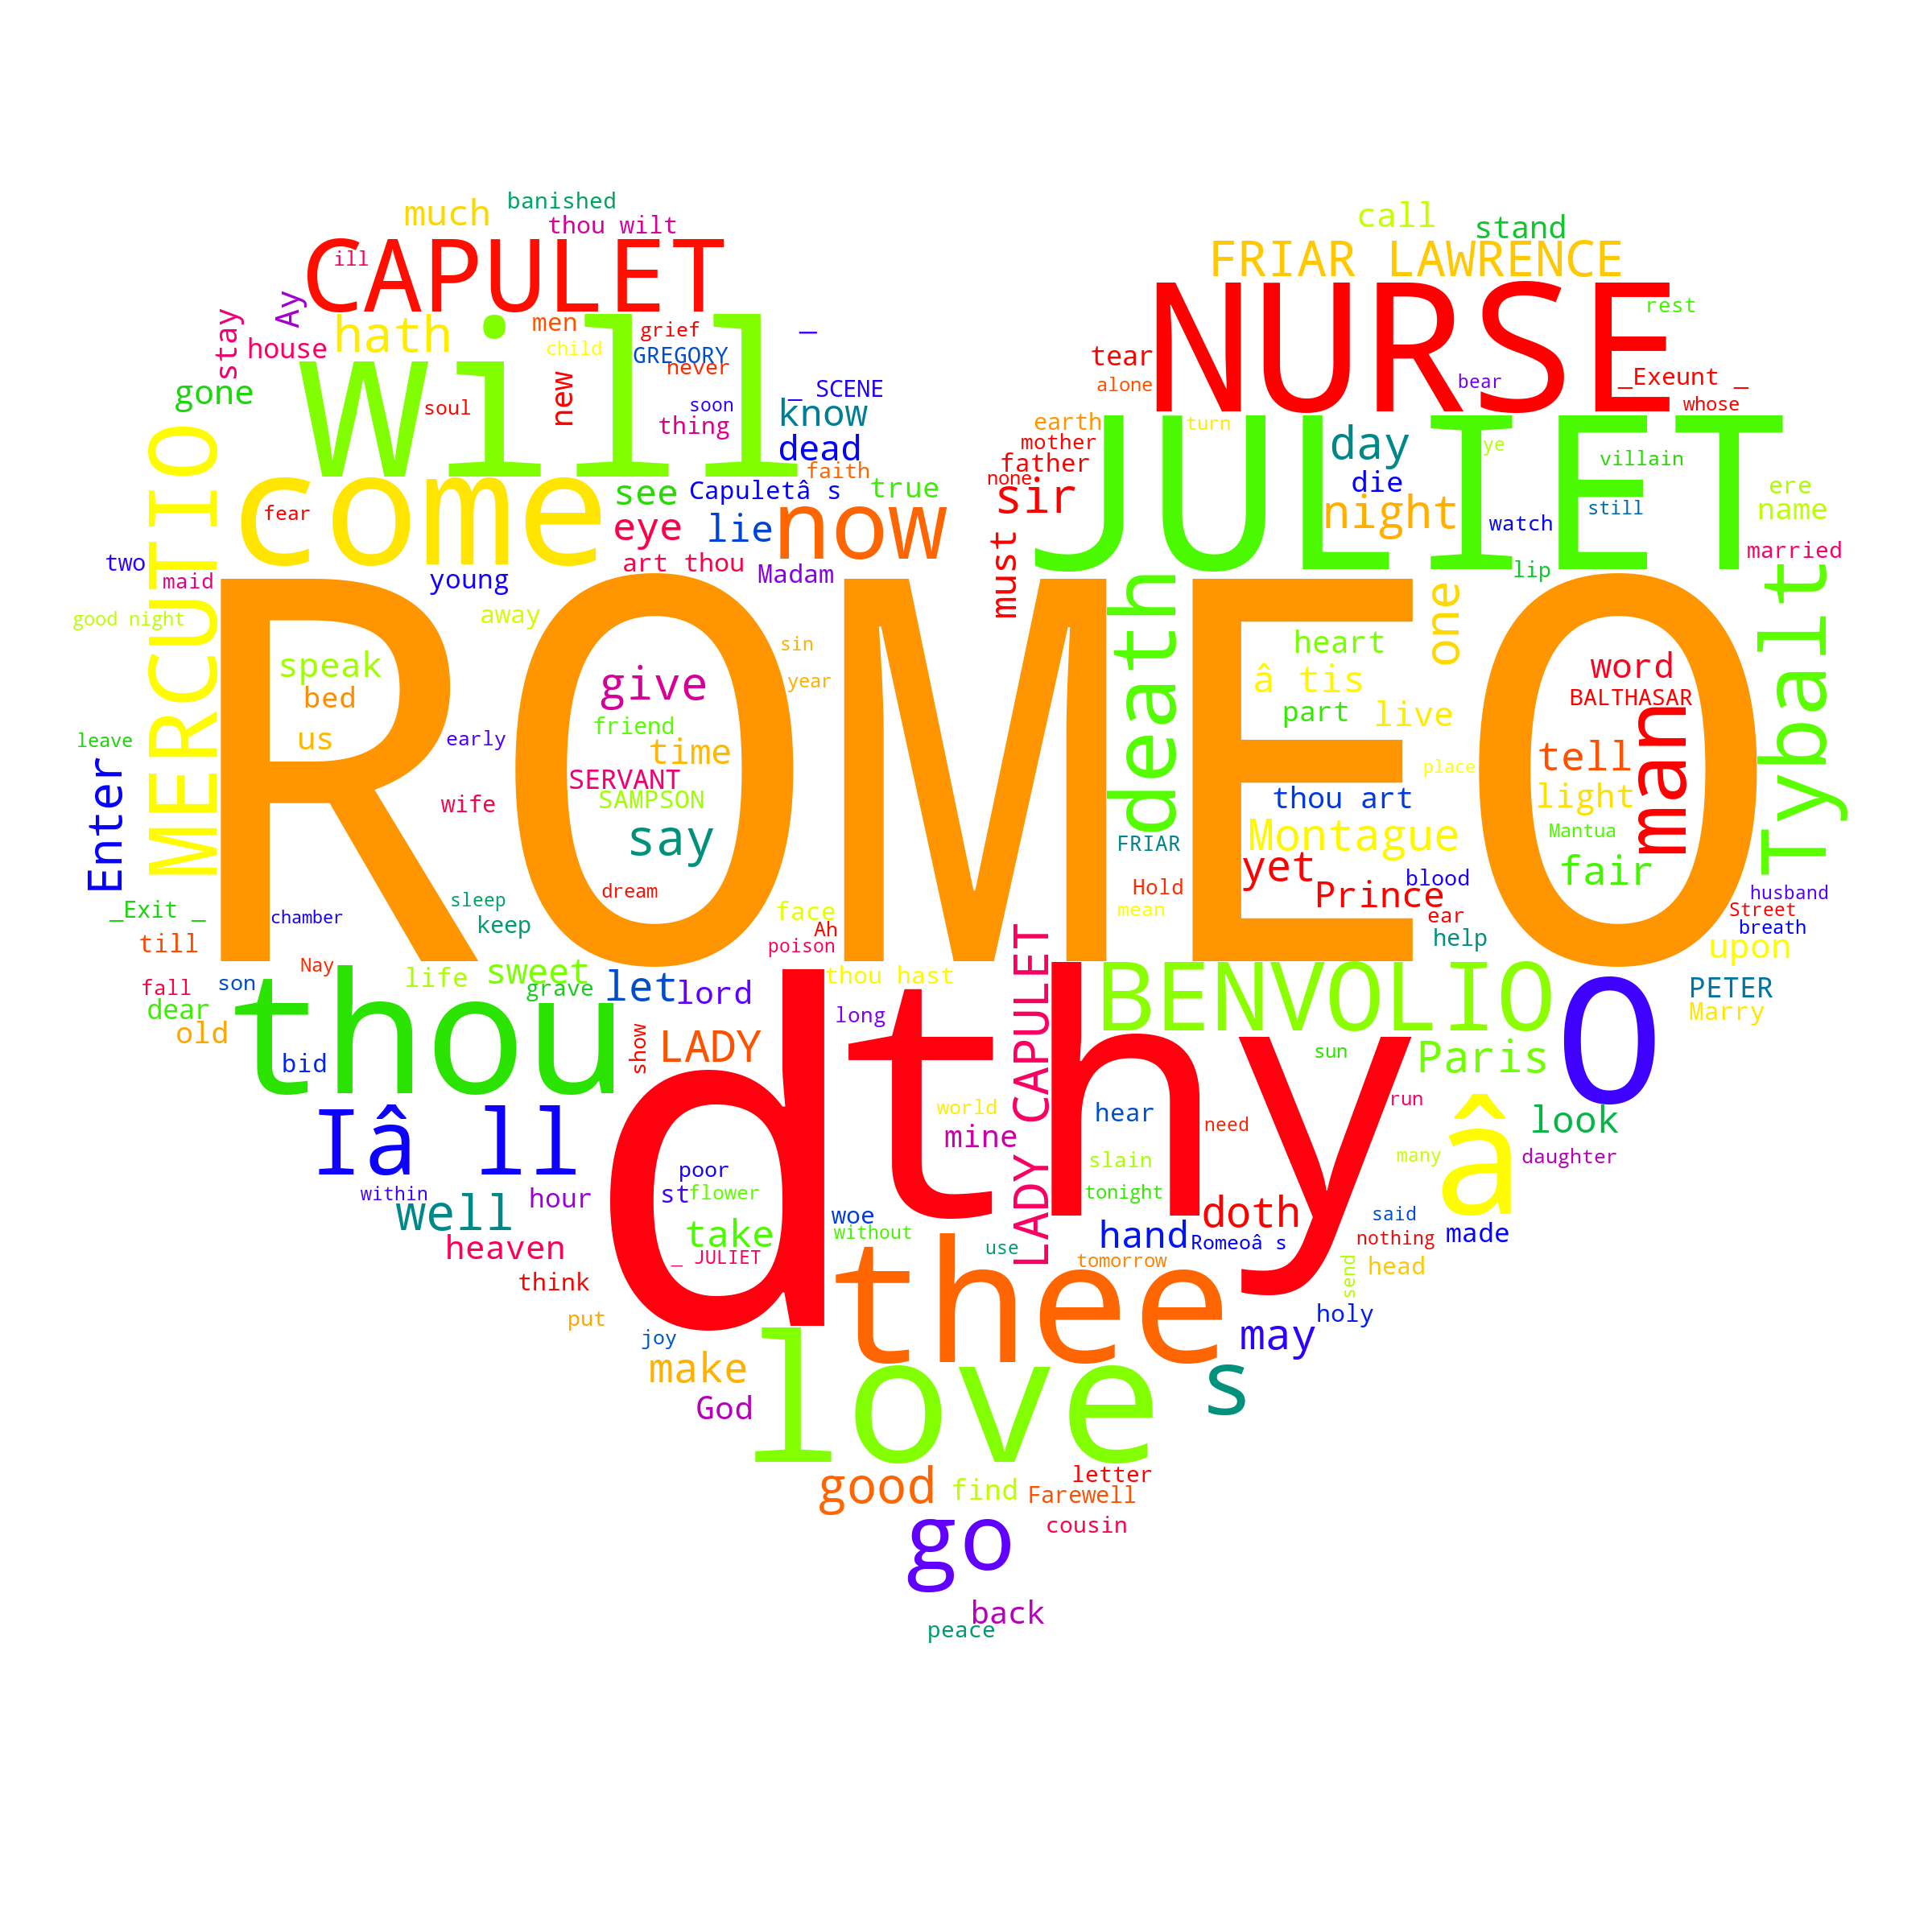 banished
much
thou wilt
call
stand
CAPULET
ill
FRIAR LAWRENCE
NURSE
rest
Ay
stay
house
hath
will
men
child
grief
GREGORY
never
_
tear
alone
bear
_Exeunt _
whose
gone
soul
new
soon
thing
_ SCENE
know
dead
faith
earth
mother
father
none
sir
JULIET
turn
day
ye
villain
die
night
watch
still
ere
name
married
lip
MERCUTIO
come
fear
see
eye
Capuletâ s
true
lie
now
art thou
Madam
must
two
maid
young
away
good night
ROMEO
speak
bed
us
early
wife
give
friend
time
SERVANT
SAMPSON
say
dream
sin
year
death
heart
one
â tis
part
live
place
thou art
Montague
yet
Prince
blood
ear
help
FRIAR
Hold
mean
word
BALTHASAR
man
tell
light
Mantua
fair
Tybalt
leave
Enter
_Exit _
till
chamber
sleep
keep
face
Ah
poison
husband
Street
breath
upon
fall
son
Nay
life
sweet
grave
let
lord
thou hast
dear
old
thou
bid
show
LADY
long
LADY CAPULET
BENVOLIO
sun
Paris
O
PETER
Marry
dthy
Iâ ll
within
well
hour
poor
st
flower
take
_ JULIET
world
mine
hear
need
slain
tonight
run
many
â
look
daughter
woe
without
use
hand
doth
Romeoâ s
said
nothing
made
tomorrow
send
head
heaven
think
put
joy
make
God
thee
may
holy
love
s
good
find
letter
Farewell
cousin
go
back
peace